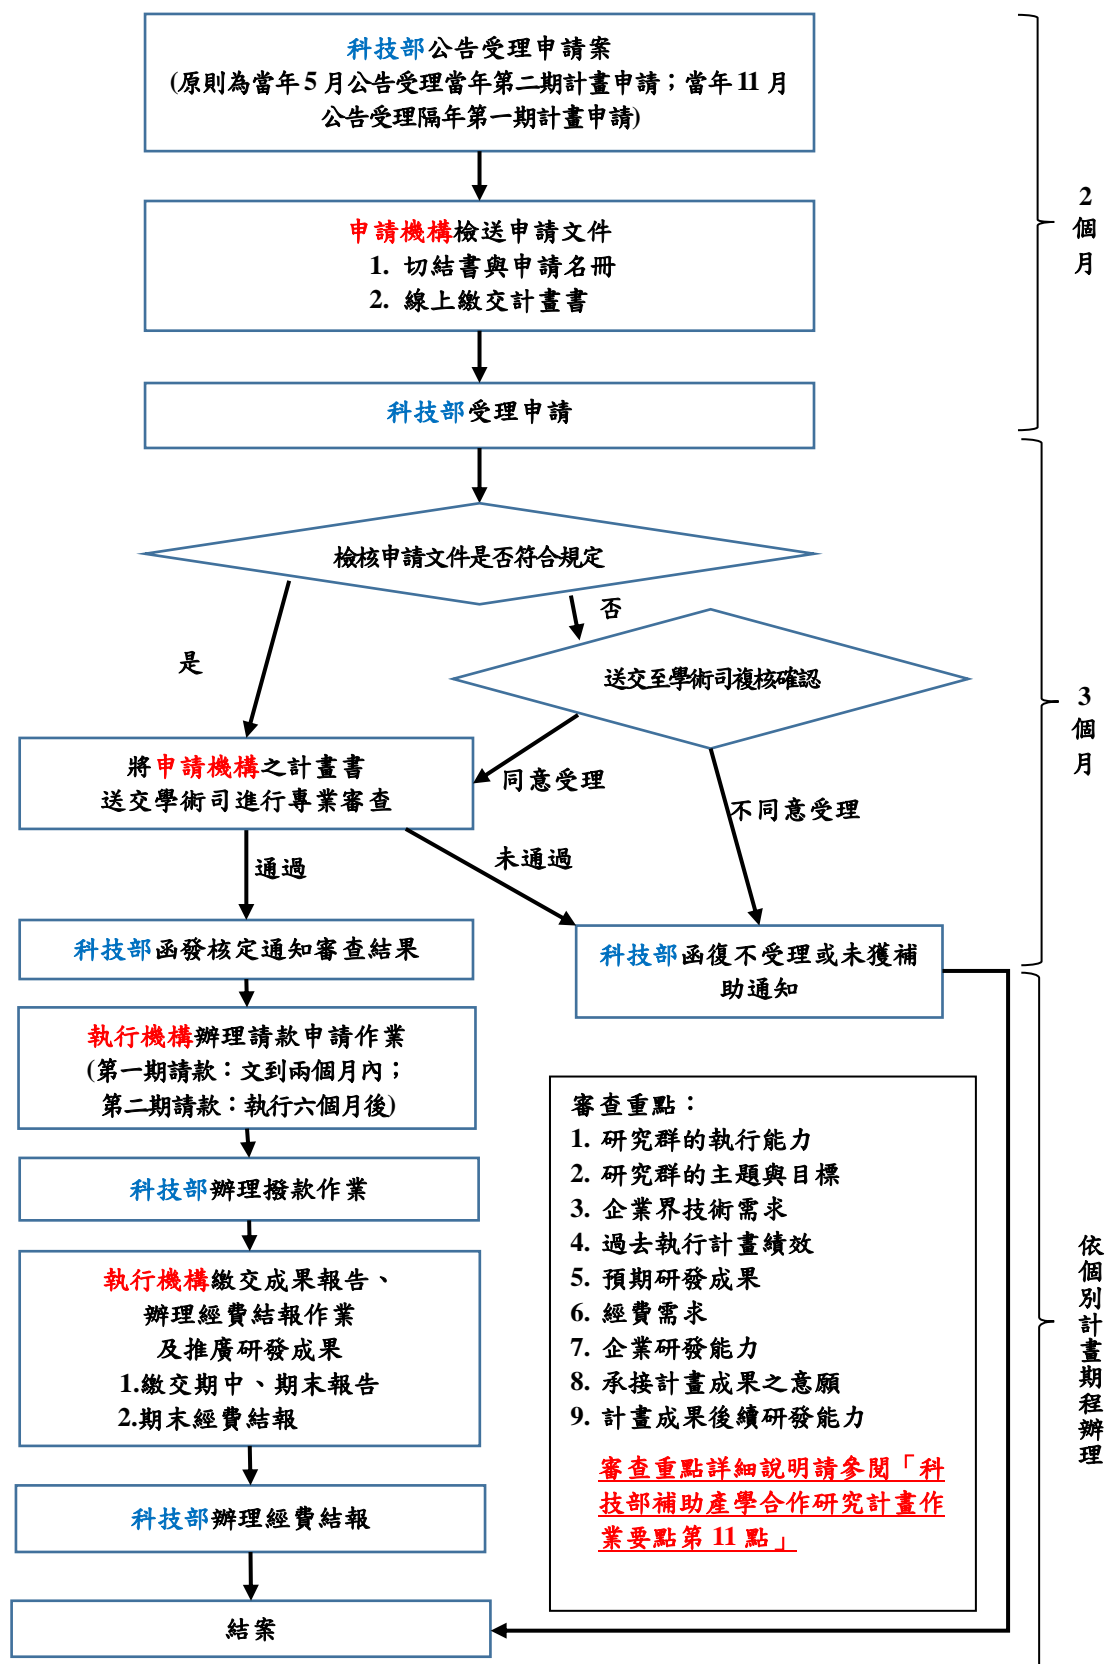 科技部公告受理申請案
(原則為當年 5 月公告受理當年第二期計畫申請；當年 11 月
公告受理隔年第一期計畫申請)
申請機構檢送申請文件
1. 切結書與申請名冊
2. 線上繳交計畫書
科技部受理申請
2
個
月
檢核申請文件是否符合規定
否
是
送交至學術司複核確認
將申請機構之計畫書
送交學術司進行專業審查
同意受理
不同意受理
3
個
月
通過
未通過
科技部函發核定通知審查結果
科技部函復不受理或未獲補
助通知
執行機構辦理請款申請作業
(第一期請款：文到兩個月內；
第二期請款：執行六個月後)
科技部辦理撥款作業
執行機構繳交成果報告、
辦理經費結報作業
及推廣研發成果
1.繳交期中、期末報告
2.期末經費結報
科技部辦理經費結報
結案
審查重點：
1. 研究群的執行能力
2. 研究群的主題與目標
3. 企業界技術需求
4. 過去執行計畫績效
5. 預期研發成果
6. 經費需求
7. 企業研發能力
8. 承接計畫成果之意願
9. 計畫成果後續研發能力
審查重點詳細說明請參閱「科
技部補助產學合作研究計畫作
業要點第 11 點」
依
個
別
計
畫
期
程
辦
理